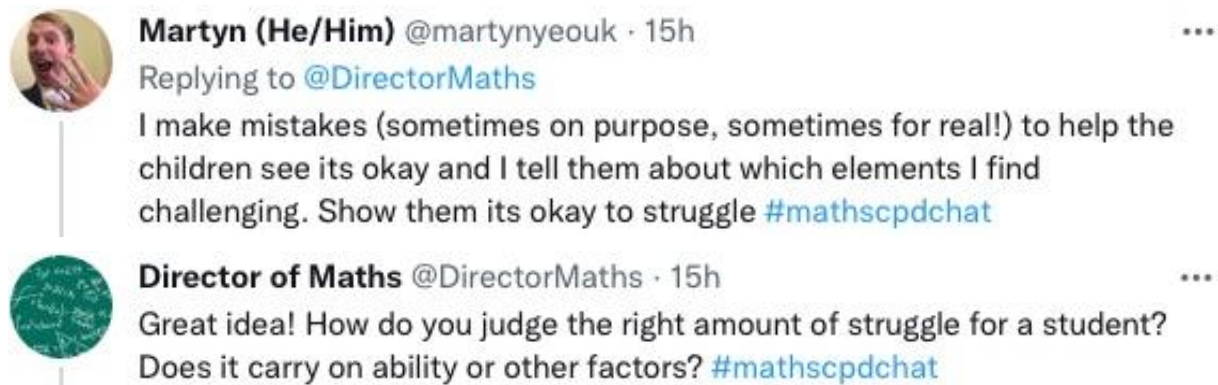 Martyn (He/Him) @martynyeouk · 15h
Replying to @DirectorMaths
I make mistakes (sometimes on purpose, sometimes for real!) to help the
children see its okay and I tell them about which elements I find
challenging. Show them its okay to struggle #mathscpdchat
Director of Maths @DirectorMaths · 15h
Great idea! How do you judge the right amount of struggle for a student?
Does it carry on ability or other factors? #mathscpdchat